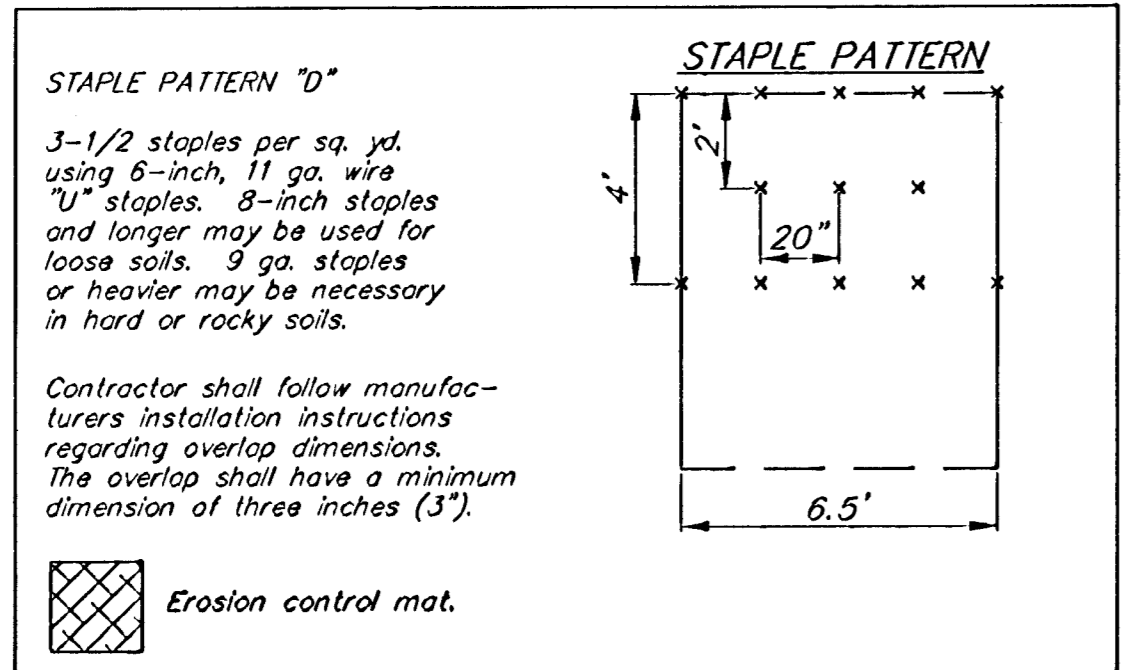 STAPLE PATTERN "D"
3-1/2 staples per sq. yd.
using 6-inch, 11 ga. wire
"U" staples. 8-inch staples
and longer may be used for
loose soils. 9 ga. staples
or heavier may be necessary
in hard or rocky soils.
Contractor shall follow manufac-
turers installation instructions
regarding overlap dimensions.
The overlap shall have a minimum
dimension of three inches (3").
Erosion control mat.
STAPLE PATTERN
2'
4'
20"
6.5'